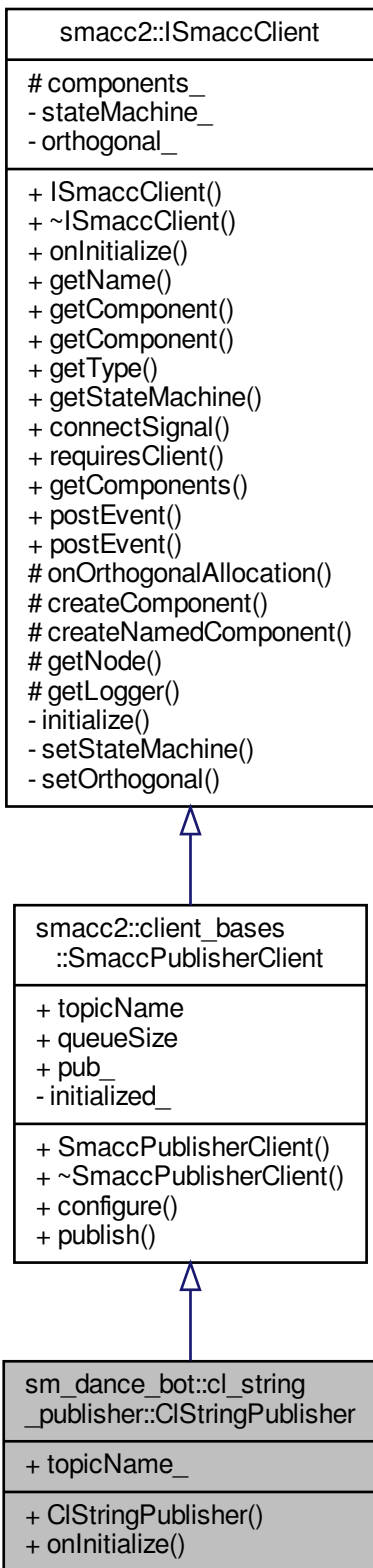 smacc2::ISmaccClient
# components_
- stateMachine_
- orthogonal_
+ ISmaccClient()
+ ~ISmaccClient()
+ onInitialize()
+ getName()
+ getComponent()
+ getComponent()
+ getType()
+ getStateMachine()
+ connectSignal()
+ requiresClient()
+ getComponents()
+ postEvent()
+ postEvent()
# onOrthogonalAllocation()
# createComponent()
# createNamedComponent()
# getNode()
# getLogger()
- initialize()
- setStateMachine()
- setOrthogonal()
smacc2::client_bases
::SmaccPublisherClient
+ topicName
+ queueSize
+ pub_
- initialized_
+ SmaccPublisherClient()
+ ~SmaccPublisherClient()
+ configure()
+ publish()
sm_dance_bot::cl_string
_publisher::ClStringPublisher
+ topicName_
+ ClStringPublisher()
+ onInitialize()